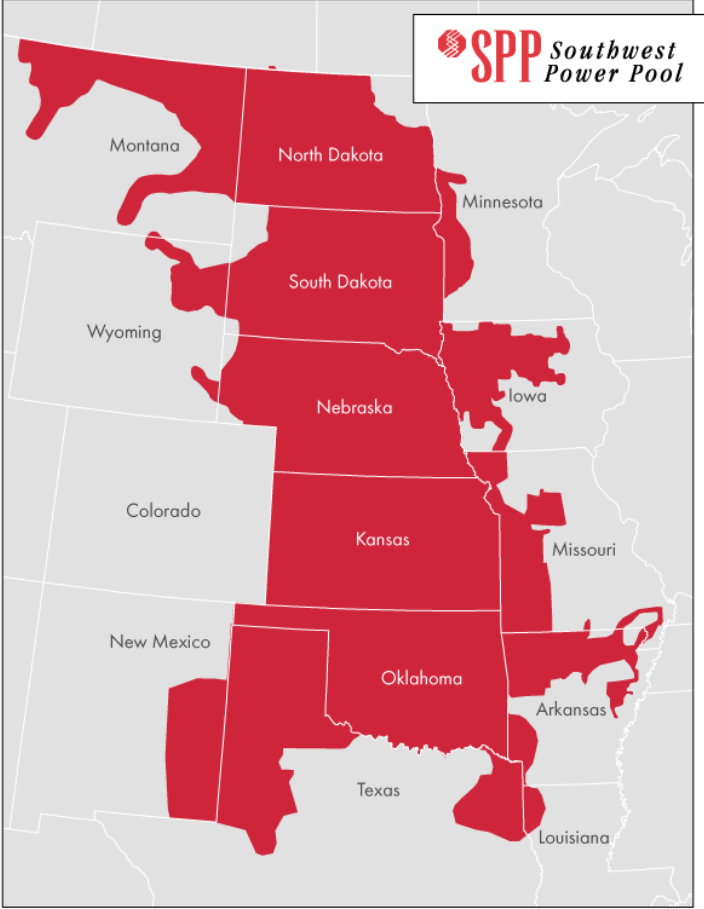 SPP Southwest
Power Pool
Montana
North Dakota
Minnesota
South Dakota
Wyoming
Nebraska
Iowa
Colorado
Kansas
Missouri
New Mexico
Oklahoma
Arkansas
Texas
Louisiana